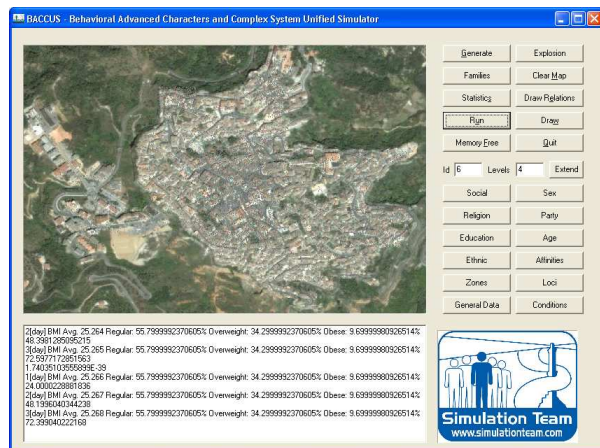 BACCUS - Behavioral Advanced Characters and Complex System Unified Simulator
Generate
Explosion
Families
Clear Map
Statistics
Draw Relations
Run
Draw
Memory Free
Quit
Id 6 Levels 4 Extend
Social
Sex
Religion
Party
Education
Age
Ethnic
Affinities
Zones
Loci
General Data
Conditions
2[day] BMI Avg. 25.264 Regular: 55.7999992370605% Overweight: 34.2999992370605% Obese: 9.69999980926514%
48.3981285095215
3[day] BMI Avg. 25.265 Regular: 55.7999992370605% Overweight: 34.2999992370605% Obese: 9.69999980926514%
72.5977172851563
1.74035103555899E-39
1[day] BMI Avg. 25.266 Regular: 55.7999992370605% Overweight: 34.2999992370605% Obese: 9.69999980926514%
24.0000228881836
2[day] BMI Avg. 25.267 Regular: 55.7999992370605% Overweight: 34.2999992370605% Obese: 9.69999980926514%
48.1996040344238
3[day] BMI Avg. 25.268 Regular: 55.7999992370605% Overweight: 34.2999992370605% Obese: 9.69999980926514%
72.399040222168
Simulation Team
www.simulationteam.com